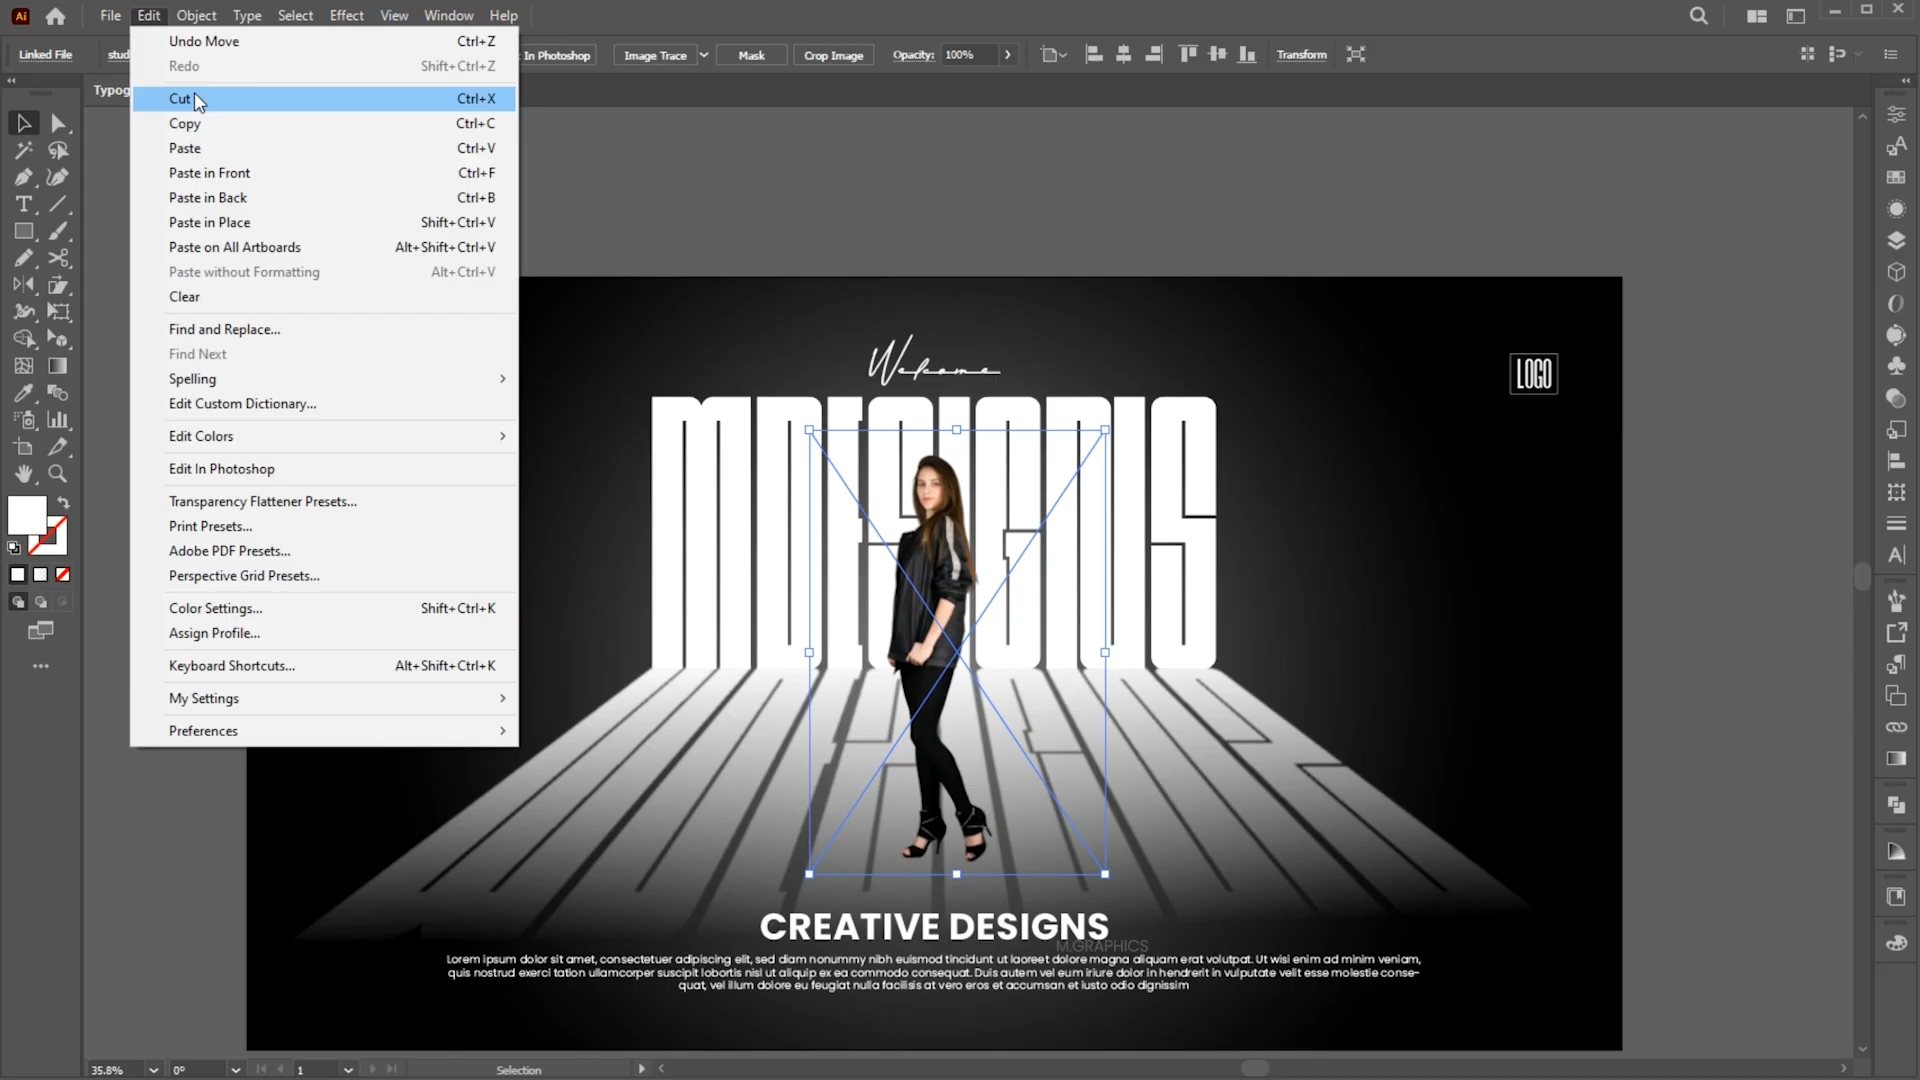 Ai File Edit Object Type Select Effect View Window Help
Linked File stud In Photoshop Image Trace Mask Crop Image Opacity: 100% Transform
Typog
Undo Move Ctrl+Z
Redo Shift+Ctrl+Z
Cut Ctrl+X
Copy Ctrl+C
Paste Ctrl+V
Paste in Front Ctrl+F
Paste in Back Ctrl+B
Paste in Place Shift+Ctrl+V
Paste on All Artboards Alt+Shift+Ctrl+V
Paste without Formatting Alt+Ctrl+V
Clear
Find and Replace...
Find Next
Spelling
Edit Custom Dictionary...
Edit Colors
Edit In Photoshop
Transparency Flattener Presets...
Print Presets...
Adobe PDF Presets...
Perspective Grid Presets...
Color Settings... Shift+Ctrl+K
Assign Profile...
Keyboard Shortcuts... Alt+Shift+Ctrl+K
My Settings
Preferences
Welcome
LOGO
CREATIVE DESIGNS
M.GRAPHICS
Lorem ipsum dolor sit amet, consectetuer adipiscing elit, sed diam nonummy nibh euismod tincidunt ut laoreet dolore magna aliquam erat volutpat. Ut wisi enim ad minim veniam,
quis nostrud exerci tation ullamcorper suscipit lobortis nisl ut aliquip ex ea commodo consequat. Duis autem vel eum iriure dolor in hendrerit in vulputate velit esse molestie conse-
quat, vel illum dolore eu feugiat nulla facilisis at vero eros et accumsan et iusto odio dignissim
35.8% 0° 1 Selection